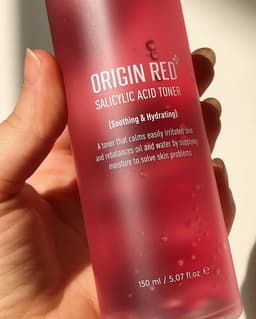 ORIGIN RED
SALICYLIC ACID TONER
[Soothing & Hydrating]
A toner that calms easily irritated skin
and rebalances oil and water by supplying
moisture to solve skin problems
150 ml / 5.07 fl.oz ℮